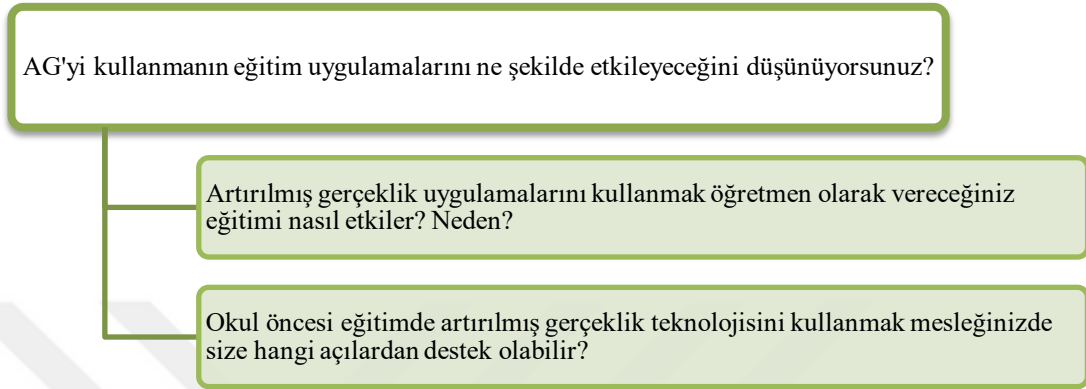 AG'yi kullanmanın eğitim uygulamalarını ne şekilde etkileyeceğini düşünüyorsunuz?
Artırılmış gerçeklik uygulamalarını kullanmak öğretmen olarak vereceğiniz
eğitimi nasıl etkiler? Neden?
Okul öncesi eğitimde artırılmış gerçeklik teknolojisini kullanmak mesleğinizde
size hangi açılardan destek olabilir?